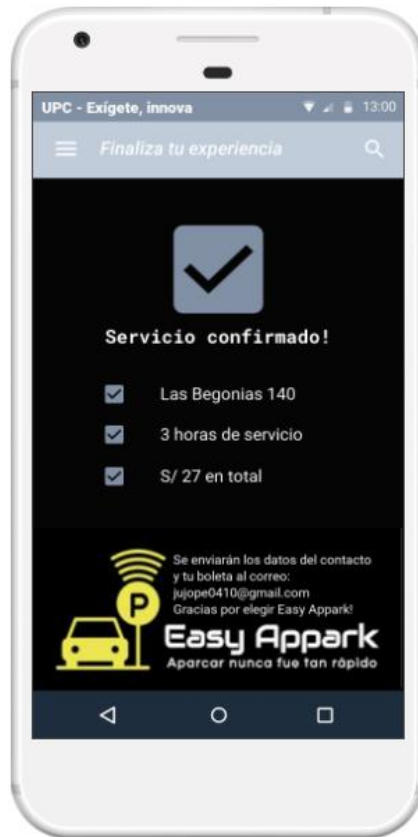 UPC - Exígete, innova
13:00
Finaliza tu experiencia
Servicio confirmado!
Las Begonias 140
3 horas de servicio
S/ 27 en total
Se enviarán los datos del contacto
y tu boleta al correo:
jujope0410@gmail.com
Gracias por elegir Easy Appark!
P
Easy Appark
Aparcar nunca fue tan rápido